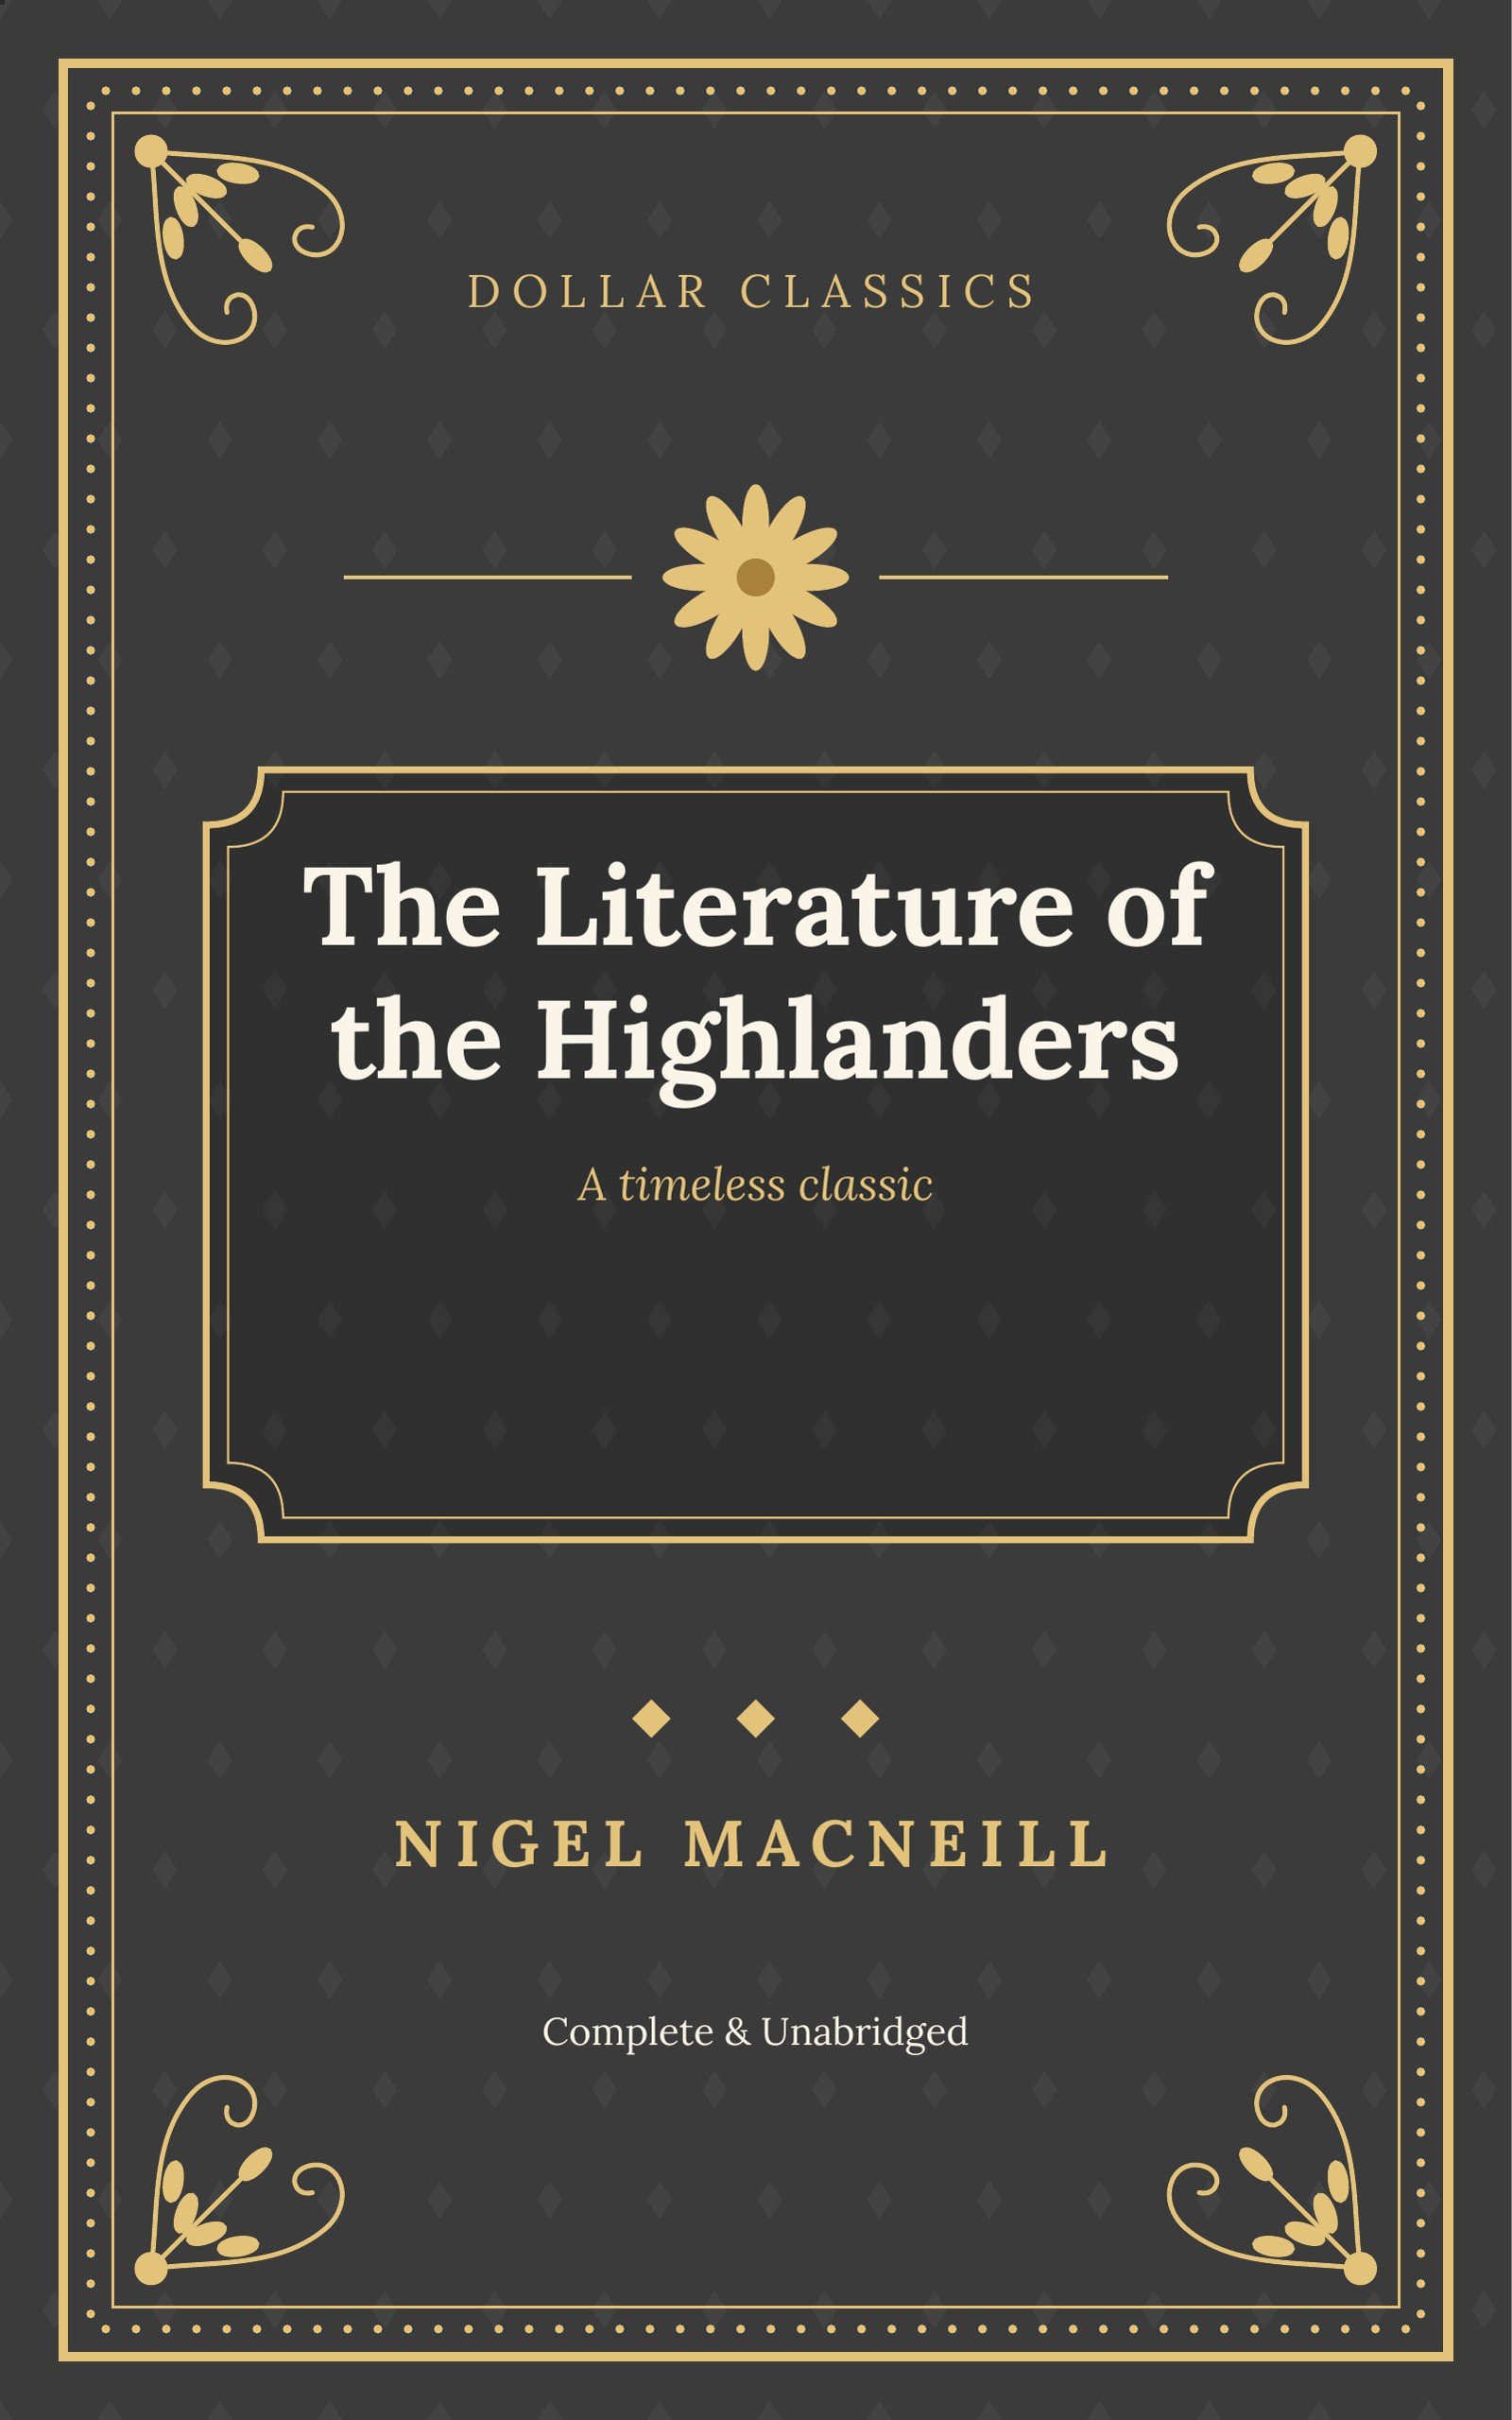 DOLLAR CLASSICS
The Literature of
the Highlanders
A timeless classic
NIGEL MACNEILL
Complete & Unabridged